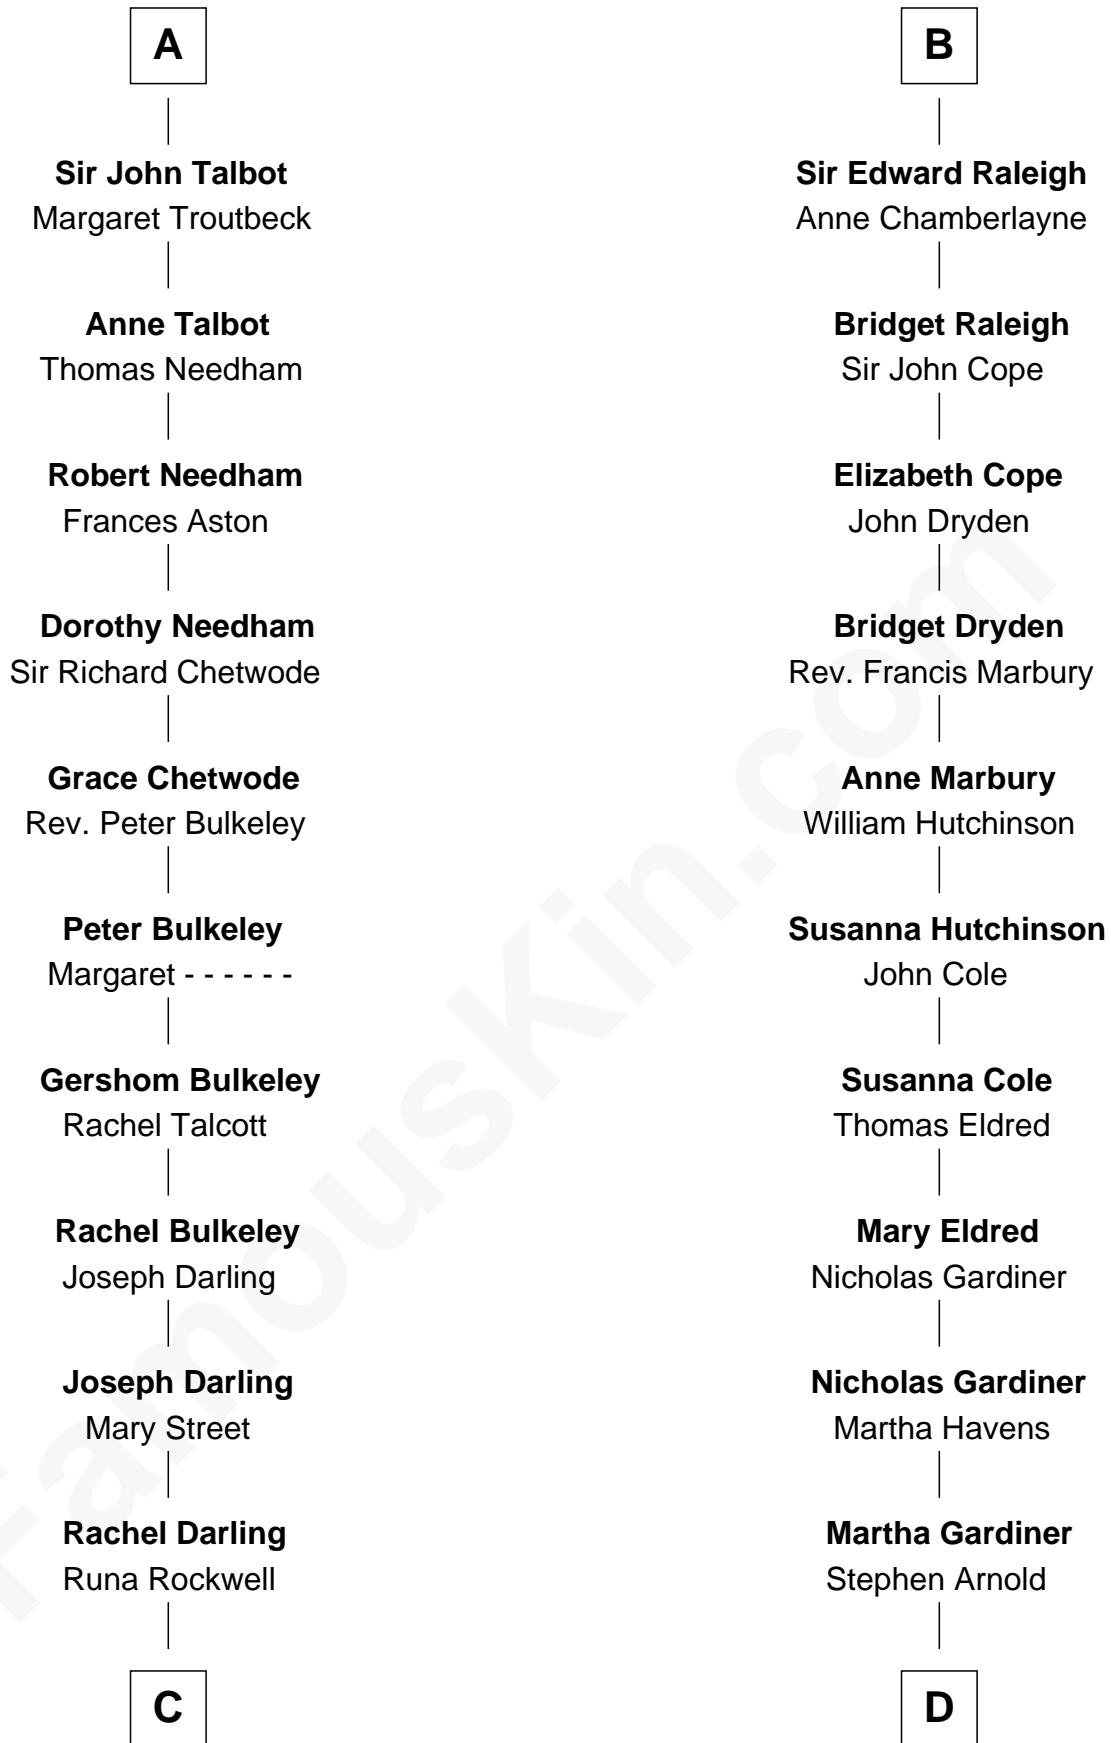 A
Sir John Talbot
Margaret Troutbeck
Anne Talbot
Thomas Needham
Robert Needham
Frances Aston
Dorothy Needham
Sir Richard Chetwode
Grace Chetwode
Rev. Peter Bulkeley
Peter Bulkeley
Margaret - - - - - -
Gershom Bulkeley
Rachel Talcott
Rachel Bulkeley
Joseph Darling
Joseph Darling
Mary Street
Rachel Darling
Runa Rockwell
C
B
Sir Edward Raleigh
Anne Chamberlayne
Bridget Raleigh
Sir John Cope
Elizabeth Cope
John Dryden
Bridget Dryden
Rev. Francis Marbury
Anne Marbury
William Hutchinson
Susanna Hutchinson
John Cole
Susanna Cole
Thomas Eldred
Mary Eldred
Nicholas Gardiner
Nicholas Gardiner
Martha Havens
Martha Gardiner
Stephen Arnold
D
FamousKin.com